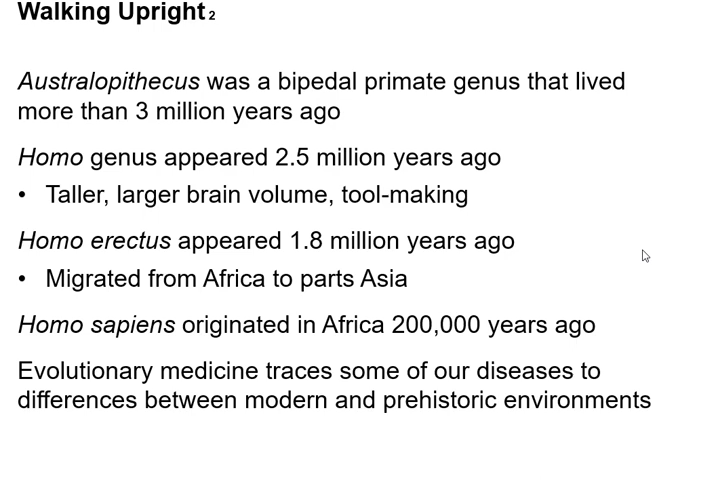 Walking Upright 2
Australopithecus was a bipedal primate genus that lived
more than 3 million years ago
Homo genus appeared 2.5 million years ago
• Taller, larger brain volume, tool-making
Homo erectus appeared 1.8 million years ago
• Migrated from Africa to parts Asia
Homo sapiens originated in Africa 200,000 years ago
Evolutionary medicine traces some of our diseases to
differences between modern and prehistoric environments